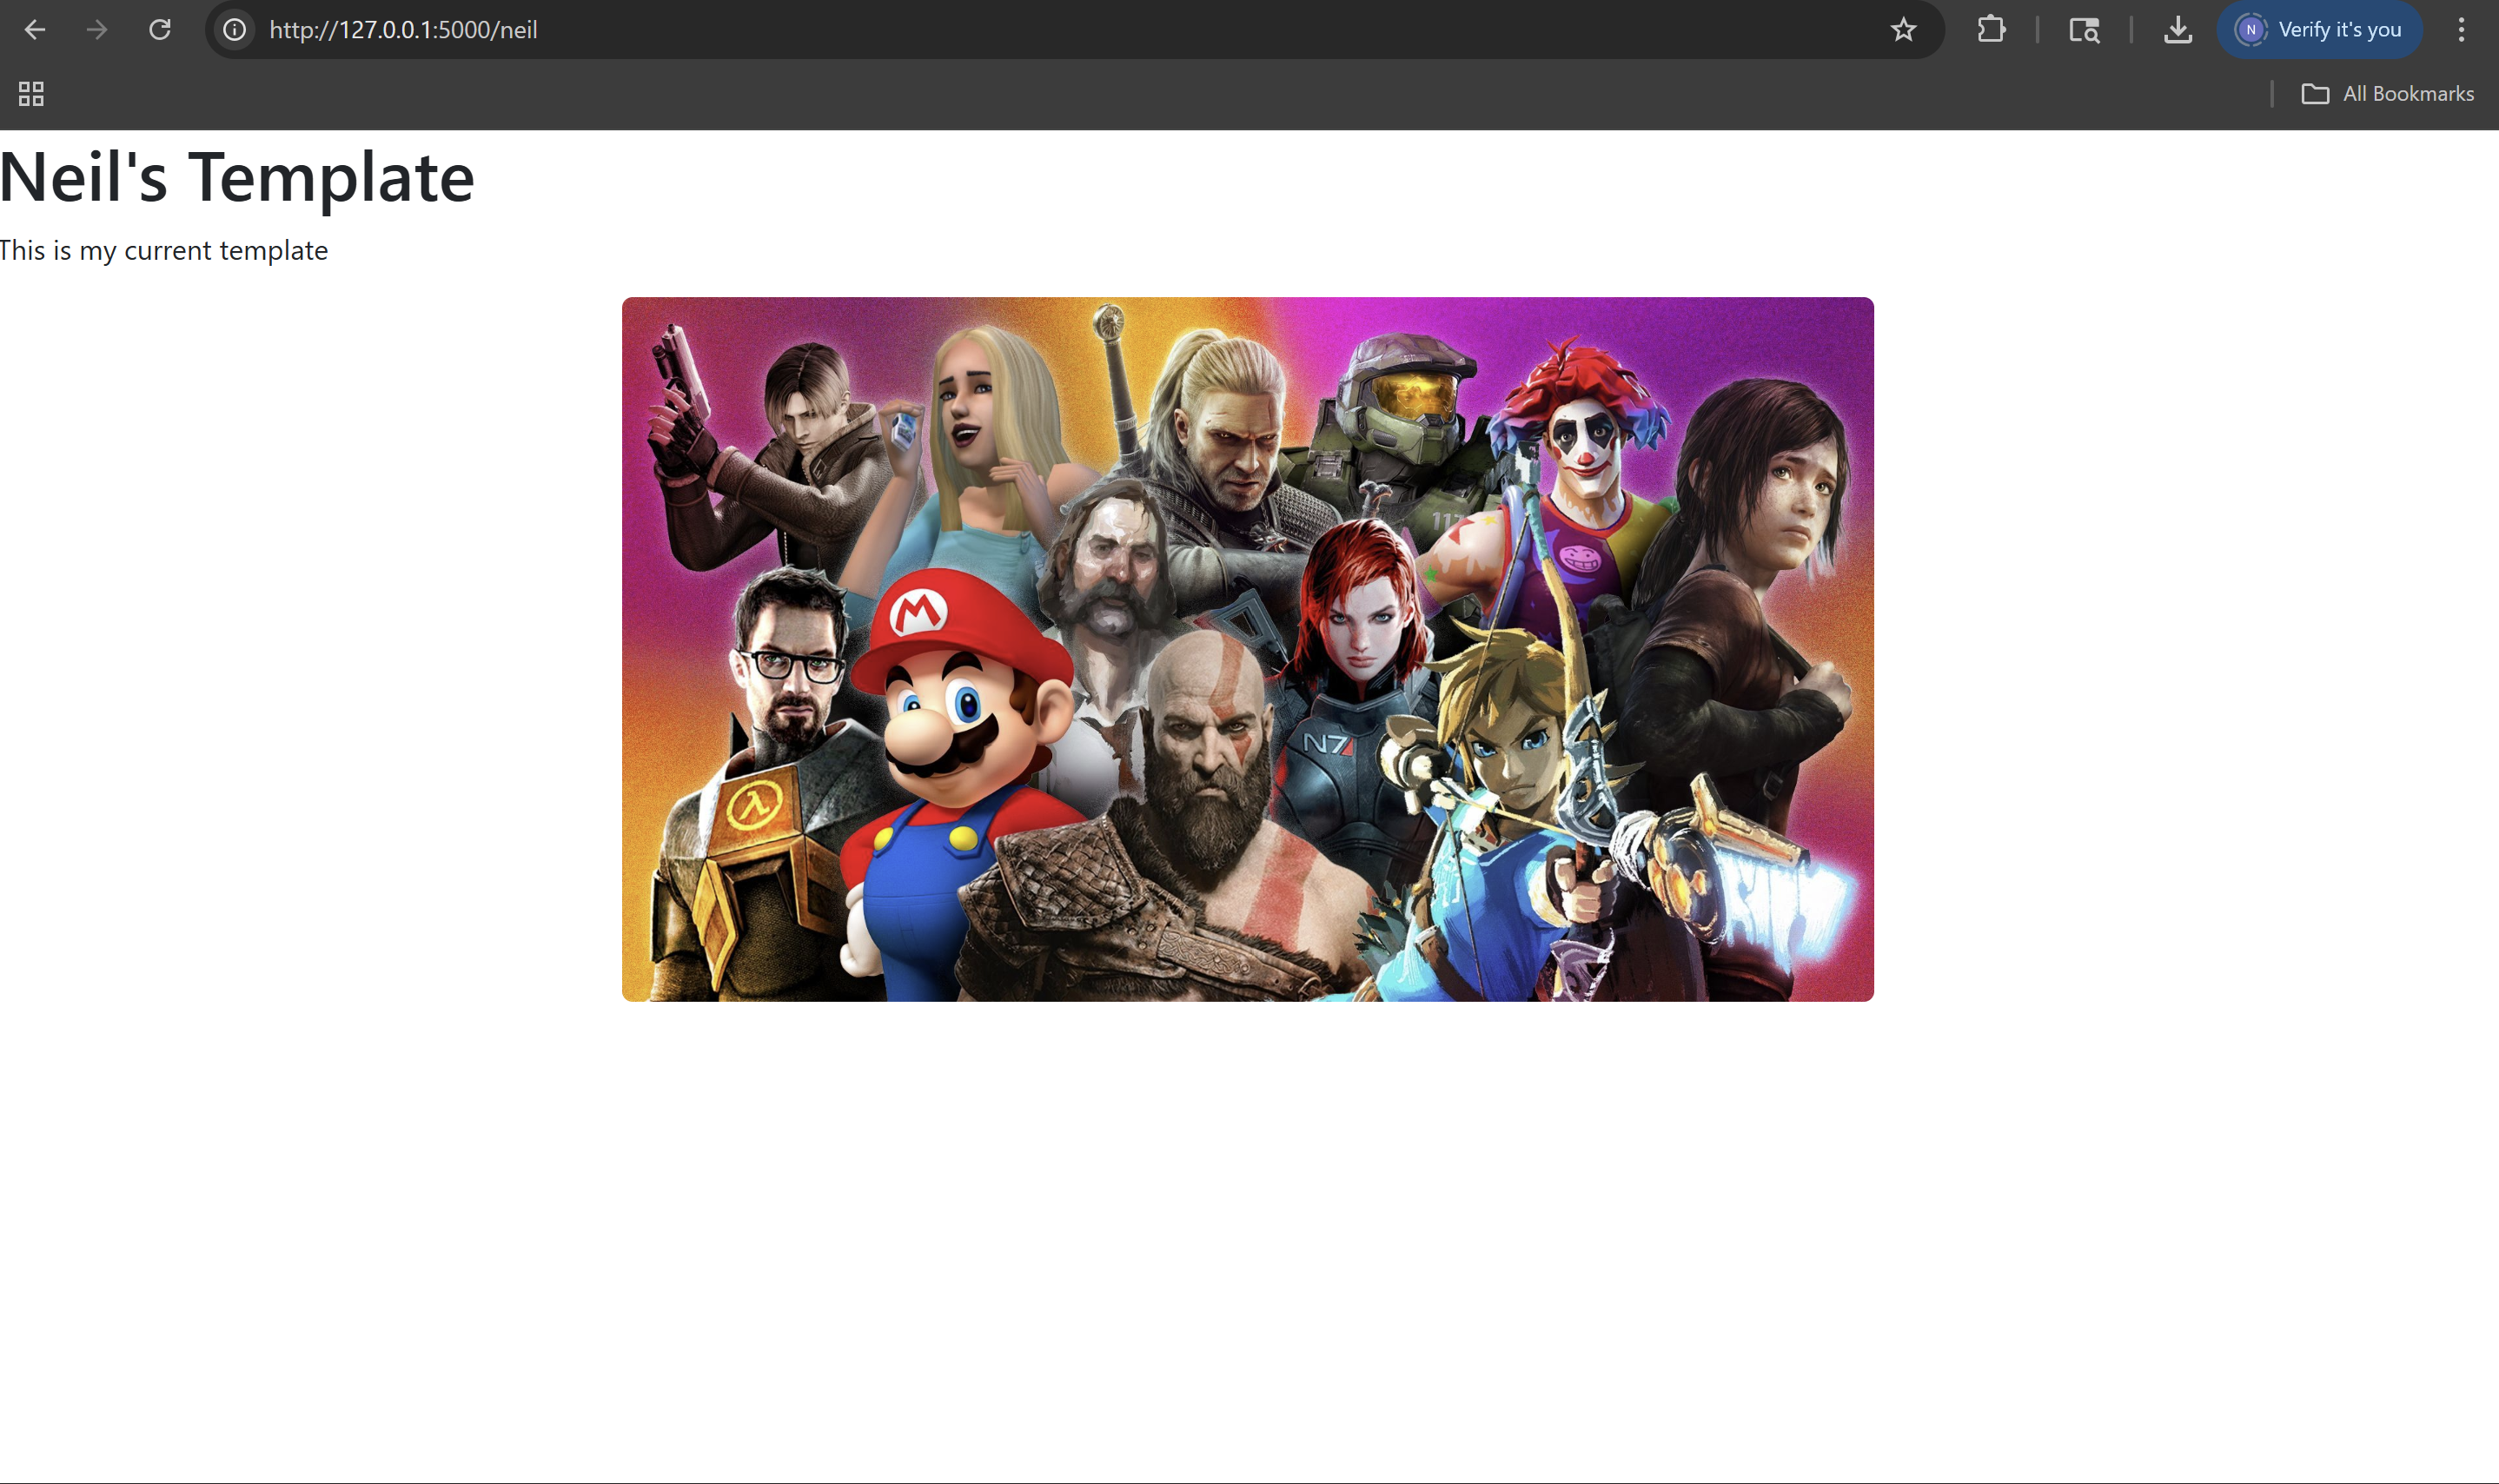 http://127.0.0.1:5000/neil
N
Verify it's you
All Bookmarks
Neil's Template
This is my current template
117
M
N7
λ